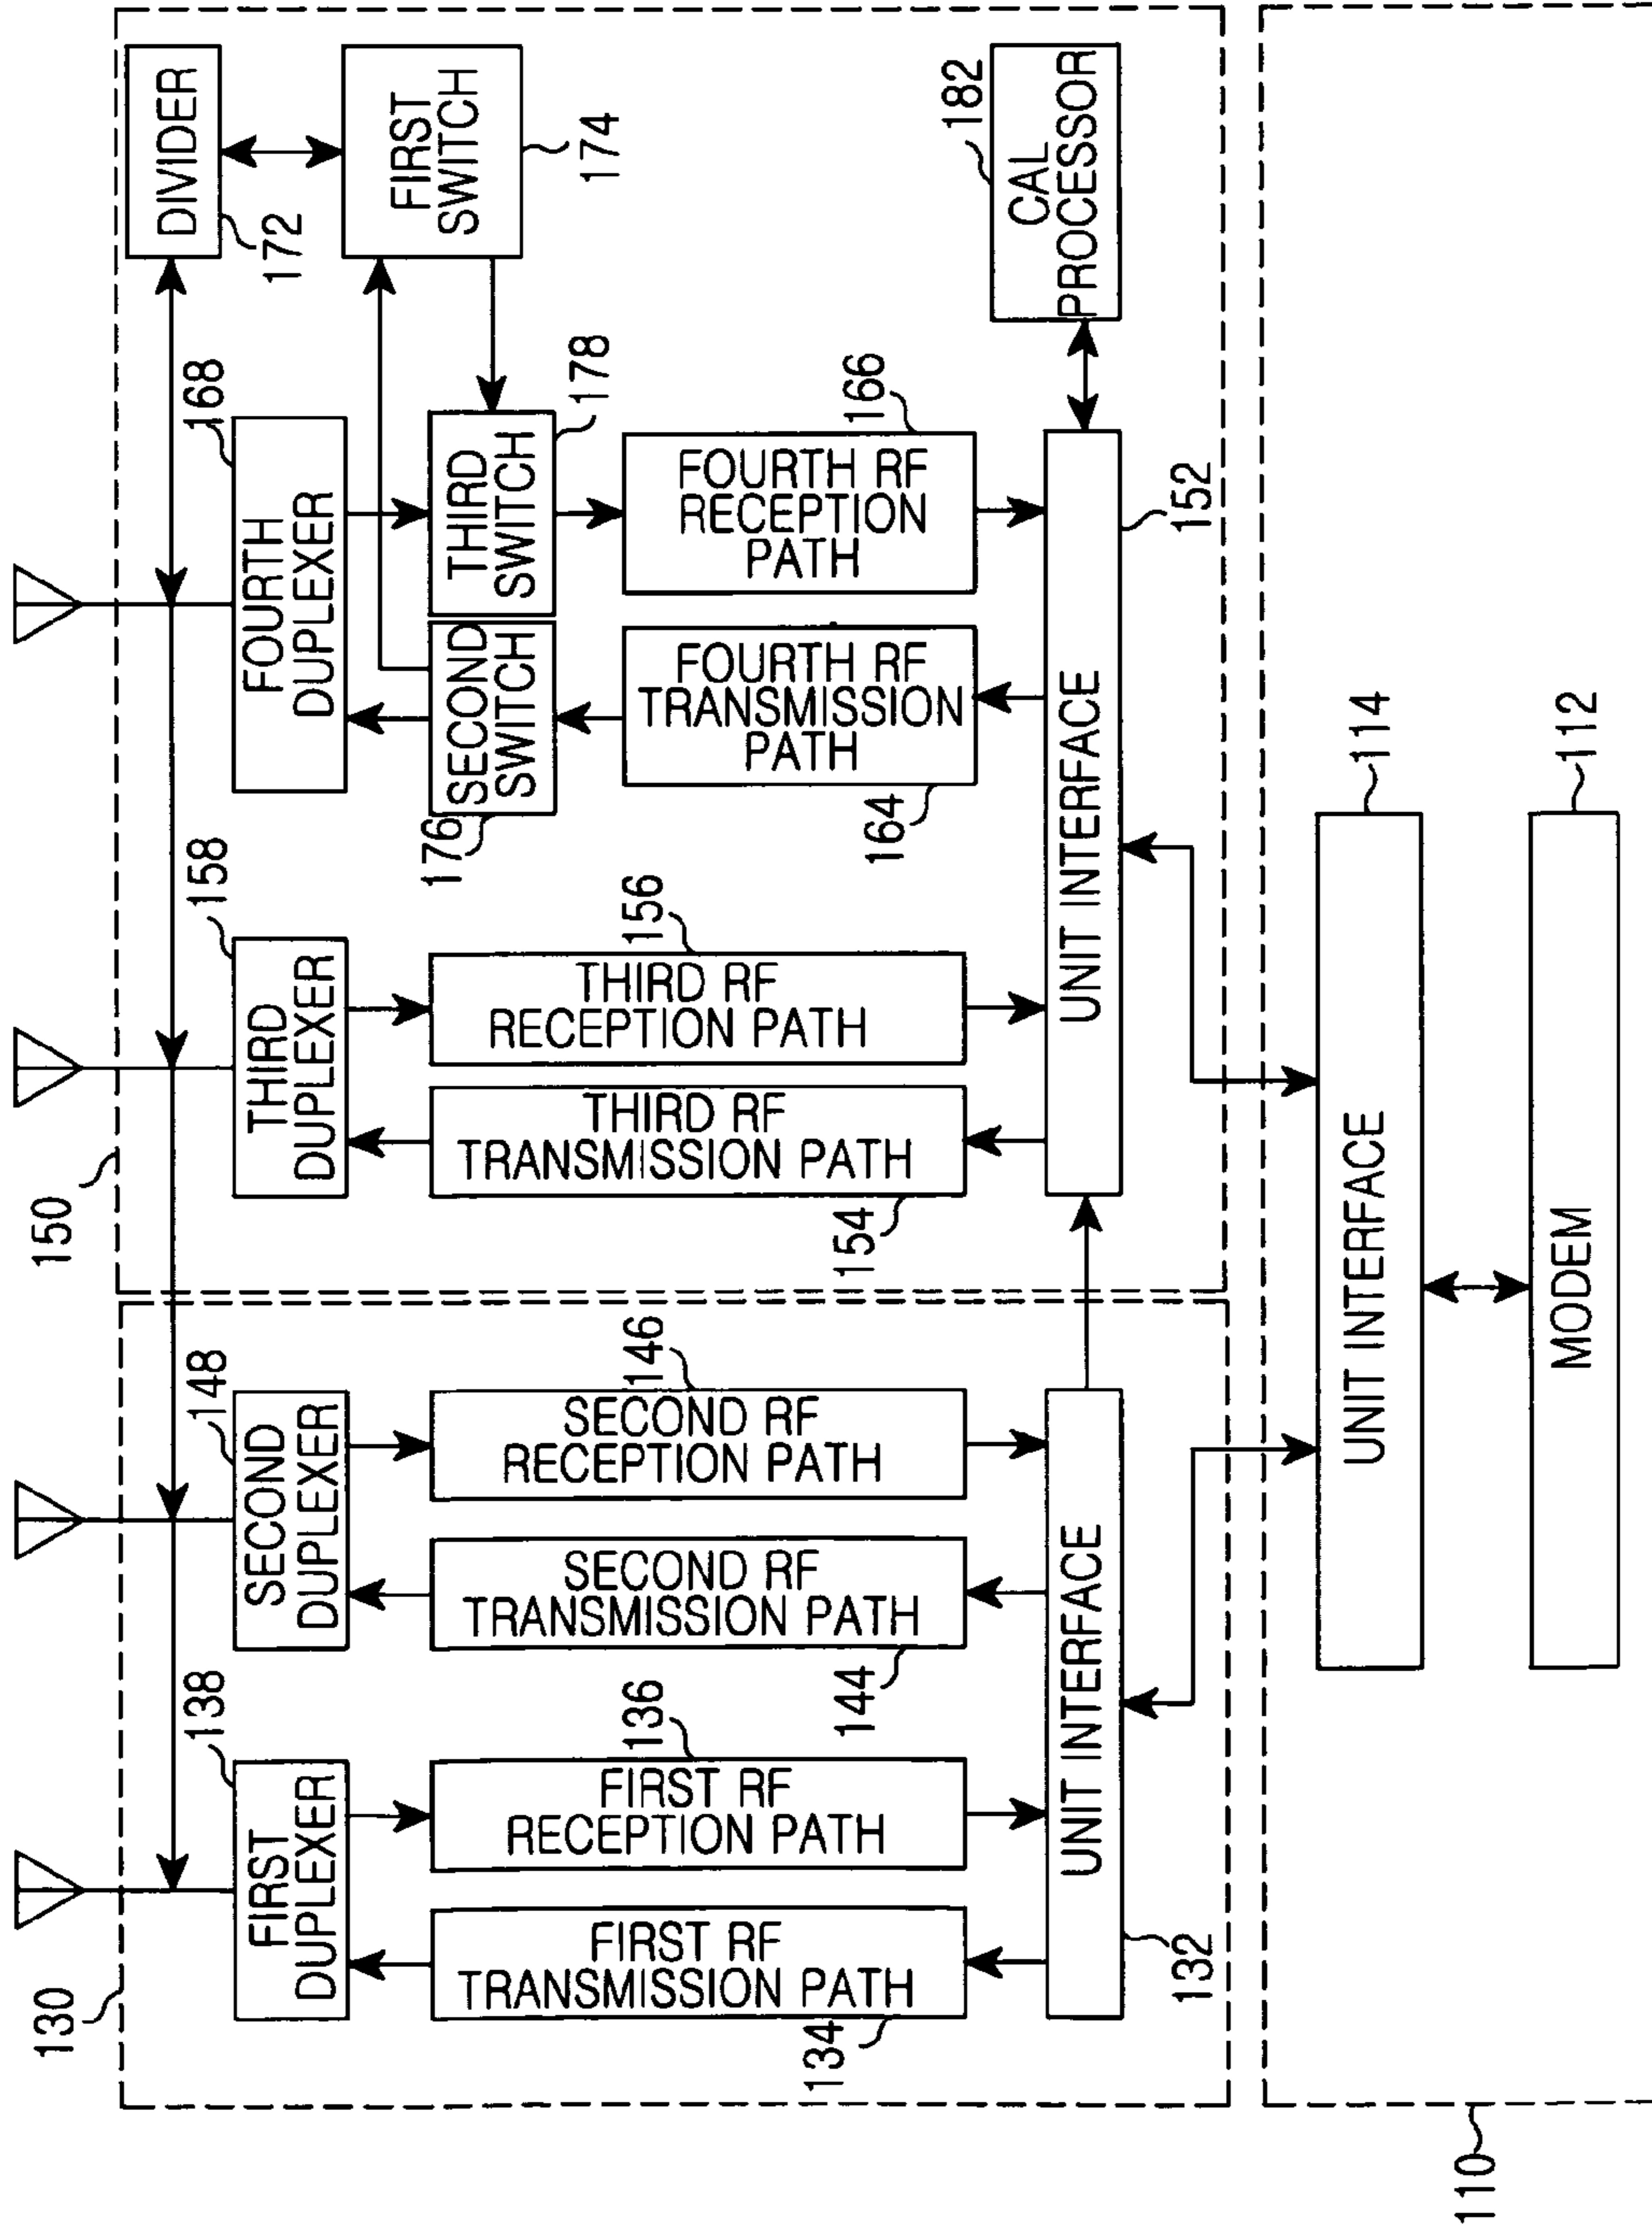 130
138
FIRST
DUPLEXER
148
SECOND
DUPLEXER
FIRST RF
TRANSMISSION PATH
134
136
FIRST RF
RECEPTION PATH
SECOND RF
TRANSMISSION PATH
144
146
SECOND RF
RECEPTION PATH
UNIT INTERFACE
132
150
158
THIRD
DUPLEXER
168
FOURTH
DUPLEXER
DIVIDER
172
FIRST
SWITCH
174
THIRD RF
TRANSMISSION PATH
154
156
THIRD RF
RECEPTION PATH
176
SECOND
SWITCH
THIRD
SWITCH
178
FOURTH RF
TRANSMISSION
PATH
164
166
FOURTH RF
RECEPTION
PATH
UNIT INTERFACE
152
182
CAL
PROCESSOR
110
UNIT INTERFACE
114
MODEM
112